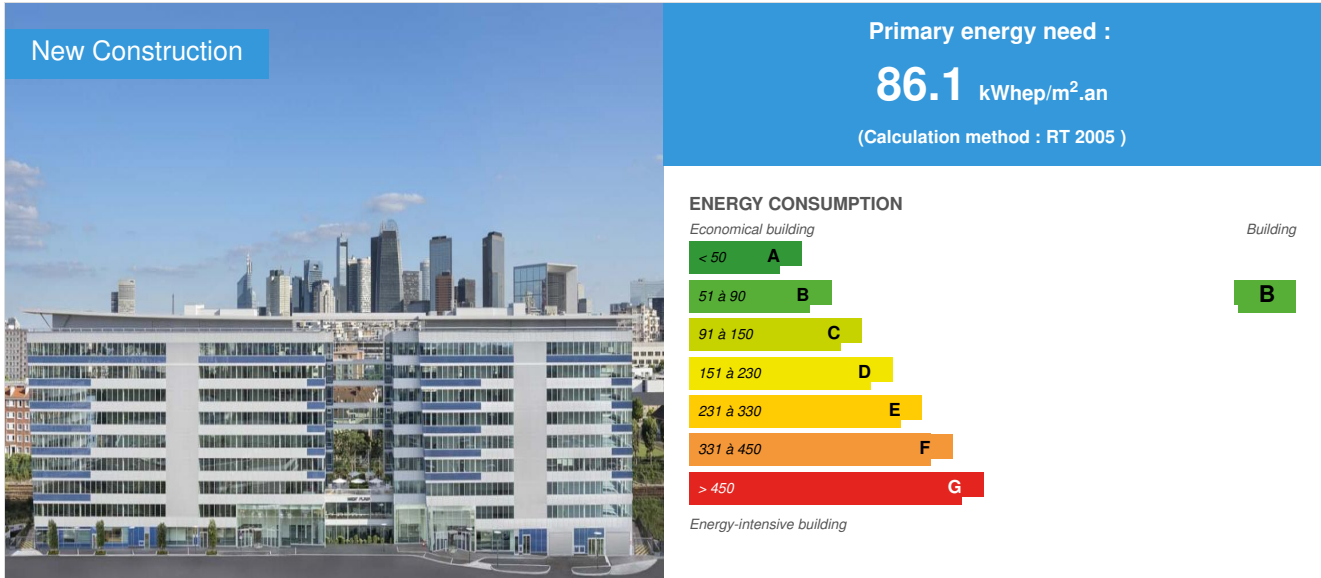 New Construction
Primary energy need :
86.1 kWhep/m².an
(Calculation method : RT 2005 )
ENERGY CONSUMPTION
Economical building
Building
< 50 A
51 à 90 B
B
91 à 150 C
151 à 230 D
231 à 330 E
331 à 450 F
> 450 G
Energy-intensive building